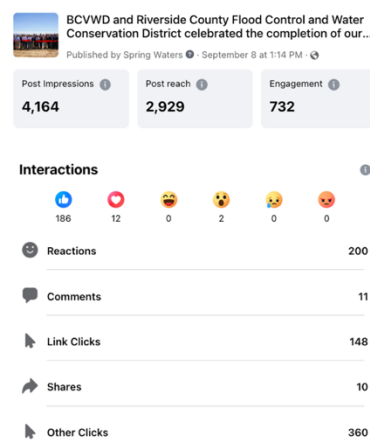 BCVWD and Riverside County Flood Control and Water
Conservation District celebrated the completion of our...
Published by Spring Waters · September 8 at 1:14 PM ·
Post Impressions Post reach Engagement
4,164 2,929 732
Interactions
186 12 0 2 0 0
Reactions 200
Comments 11
Link Clicks 148
Shares 10
Other Clicks 360